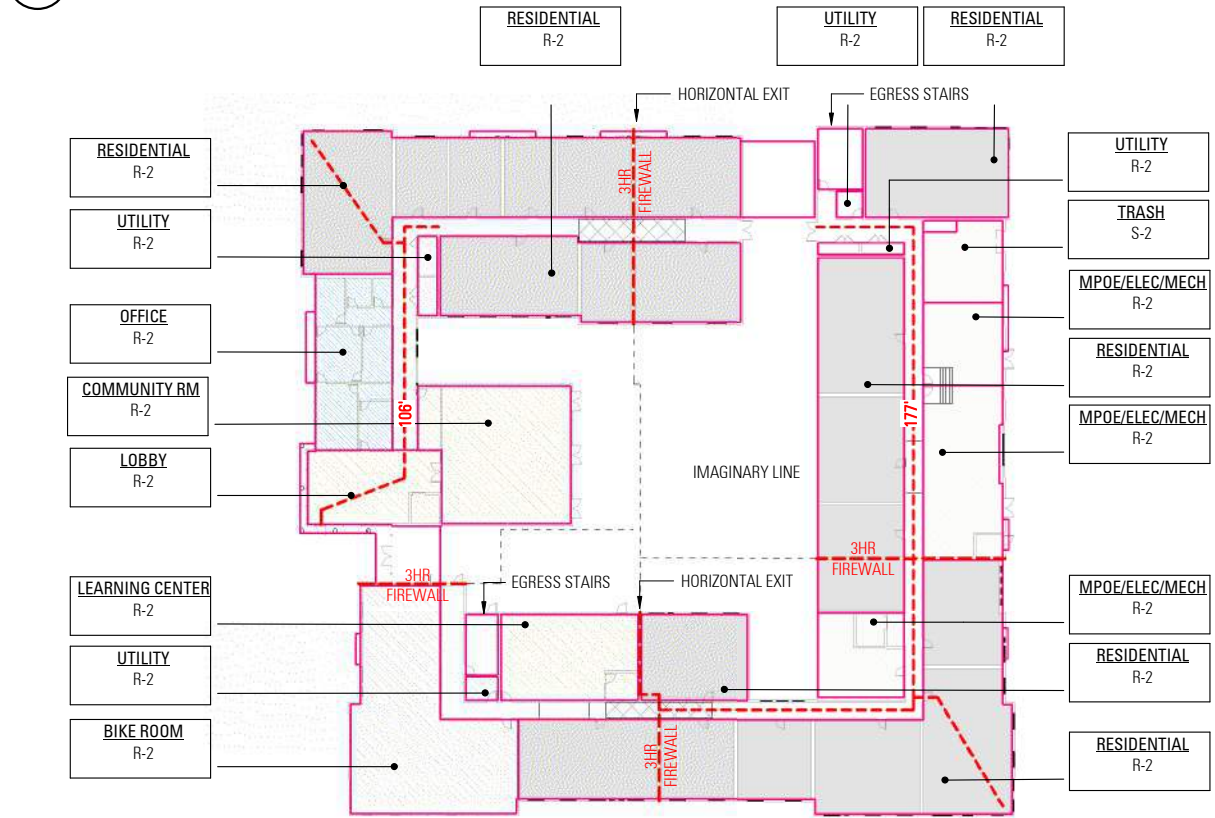 RESIDENTIAL
R-2
UTILITY
R-2
RESIDENTIAL
R-2
HORIZONTAL EXIT
EGRESS STAIRS
RESIDENTIAL
R-2
UTILITY
R-2
OFFICE
R-2
COMMUNITY RM
R-2
LOBBY
R-2
LEARNING CENTER
R-2
UTILITY
R-2
BIKE ROOM
R-2
3HR
FIREWALL
106'
177'
IMAGINARY LINE
3HR
FIREWALL
3HR
FIREWALL
EGRESS STAIRS
HORIZONTAL EXIT
3HR
FIREWALL
UTILITY
R-2
TRASH
S-2
MPOE/ELEC/MECH
R-2
RESIDENTIAL
R-2
MPOE/ELEC/MECH
R-2
MPOE/ELEC/MECH
R-2
RESIDENTIAL
R-2
RESIDENTIAL
R-2